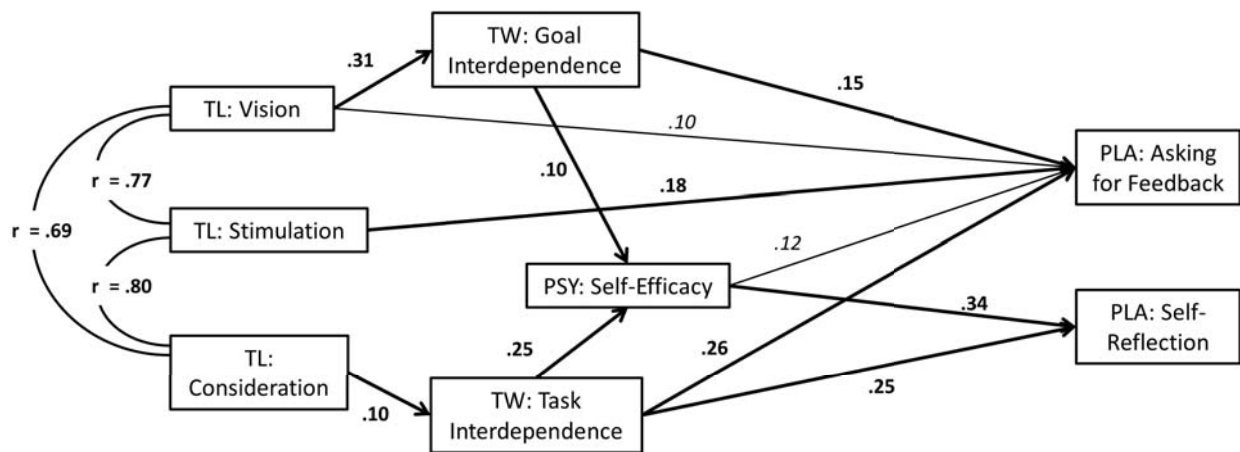 TW: Goal
Interdependence
.31
.15
TL: Vision
.10
PLA: Asking
for Feedback
r = .77
.10
.18
r = .69
TL: Stimulation
.12
r = .80
PSY: Self-Efficacy
.34
PLA: Self-
Reflection
TL:
Consideration
.25
.26
.25
.10
TW: Task
Interdependence